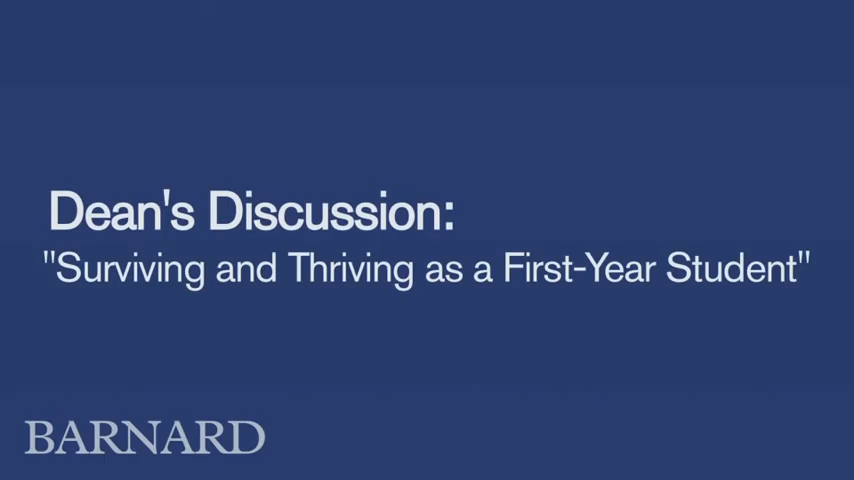 Dean's Discussion:
"Surviving and Thriving as a First-Year Student"
BARNARD